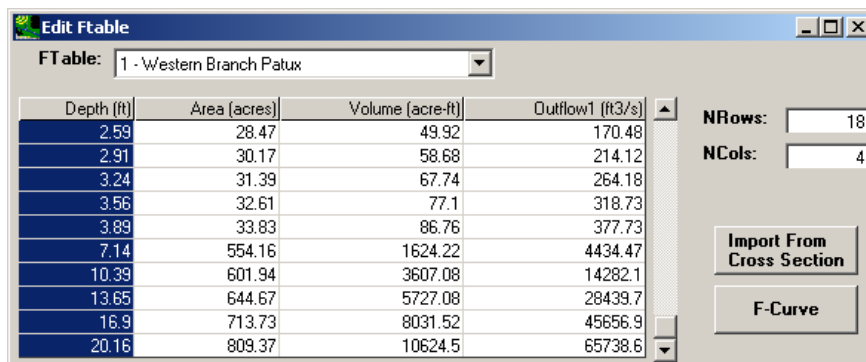 Edit Ftable
FTable: 1 - Western Branch Patux
Depth (ft) Area (acres) Volume (acre-ft) Outflow1 (ft3/s)
2.59 28.47 49.92 170.48
2.91 30.17 58.68 214.12
3.24 31.39 67.74 264.18
3.56 32.61 77.1 318.73
3.89 33.83 86.76 377.73
7.14 554.16 1624.22 4434.47
10.39 601.94 3607.08 14282.1
13.65 644.67 5727.08 28439.7
16.9 713.73 8031.52 45656.9
20.16 809.37 10624.5 65738.6
NRows: 18
NCols: 4
Import From
Cross Section
F-Curve